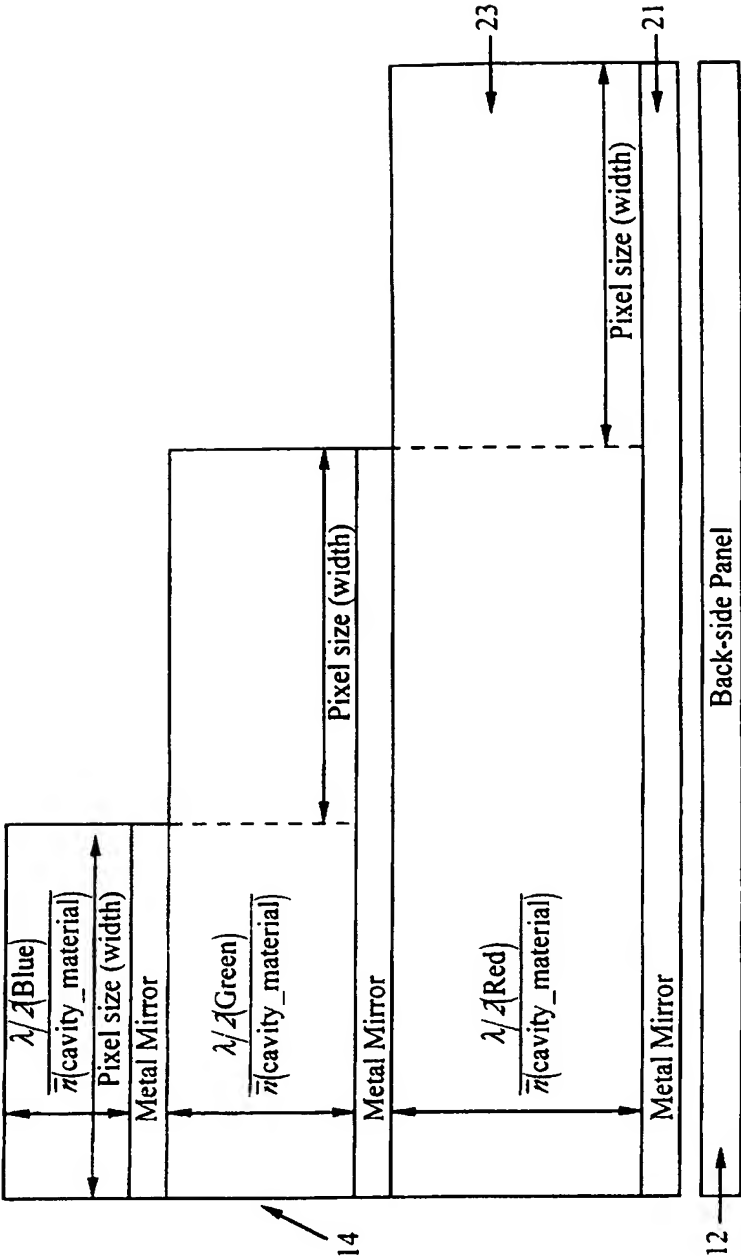 λ/2(Blue)
n̅(cavity_material)
Pixel size (width)
Metal Mirror
λ/2(Green)
n̅(cavity_material)
Pixel size (width)
Metal Mirror
λ/2(Red)
n̅(cavity_material)
Pixel size (width)
Metal Mirror
Back-side Panel
14
23
21
12